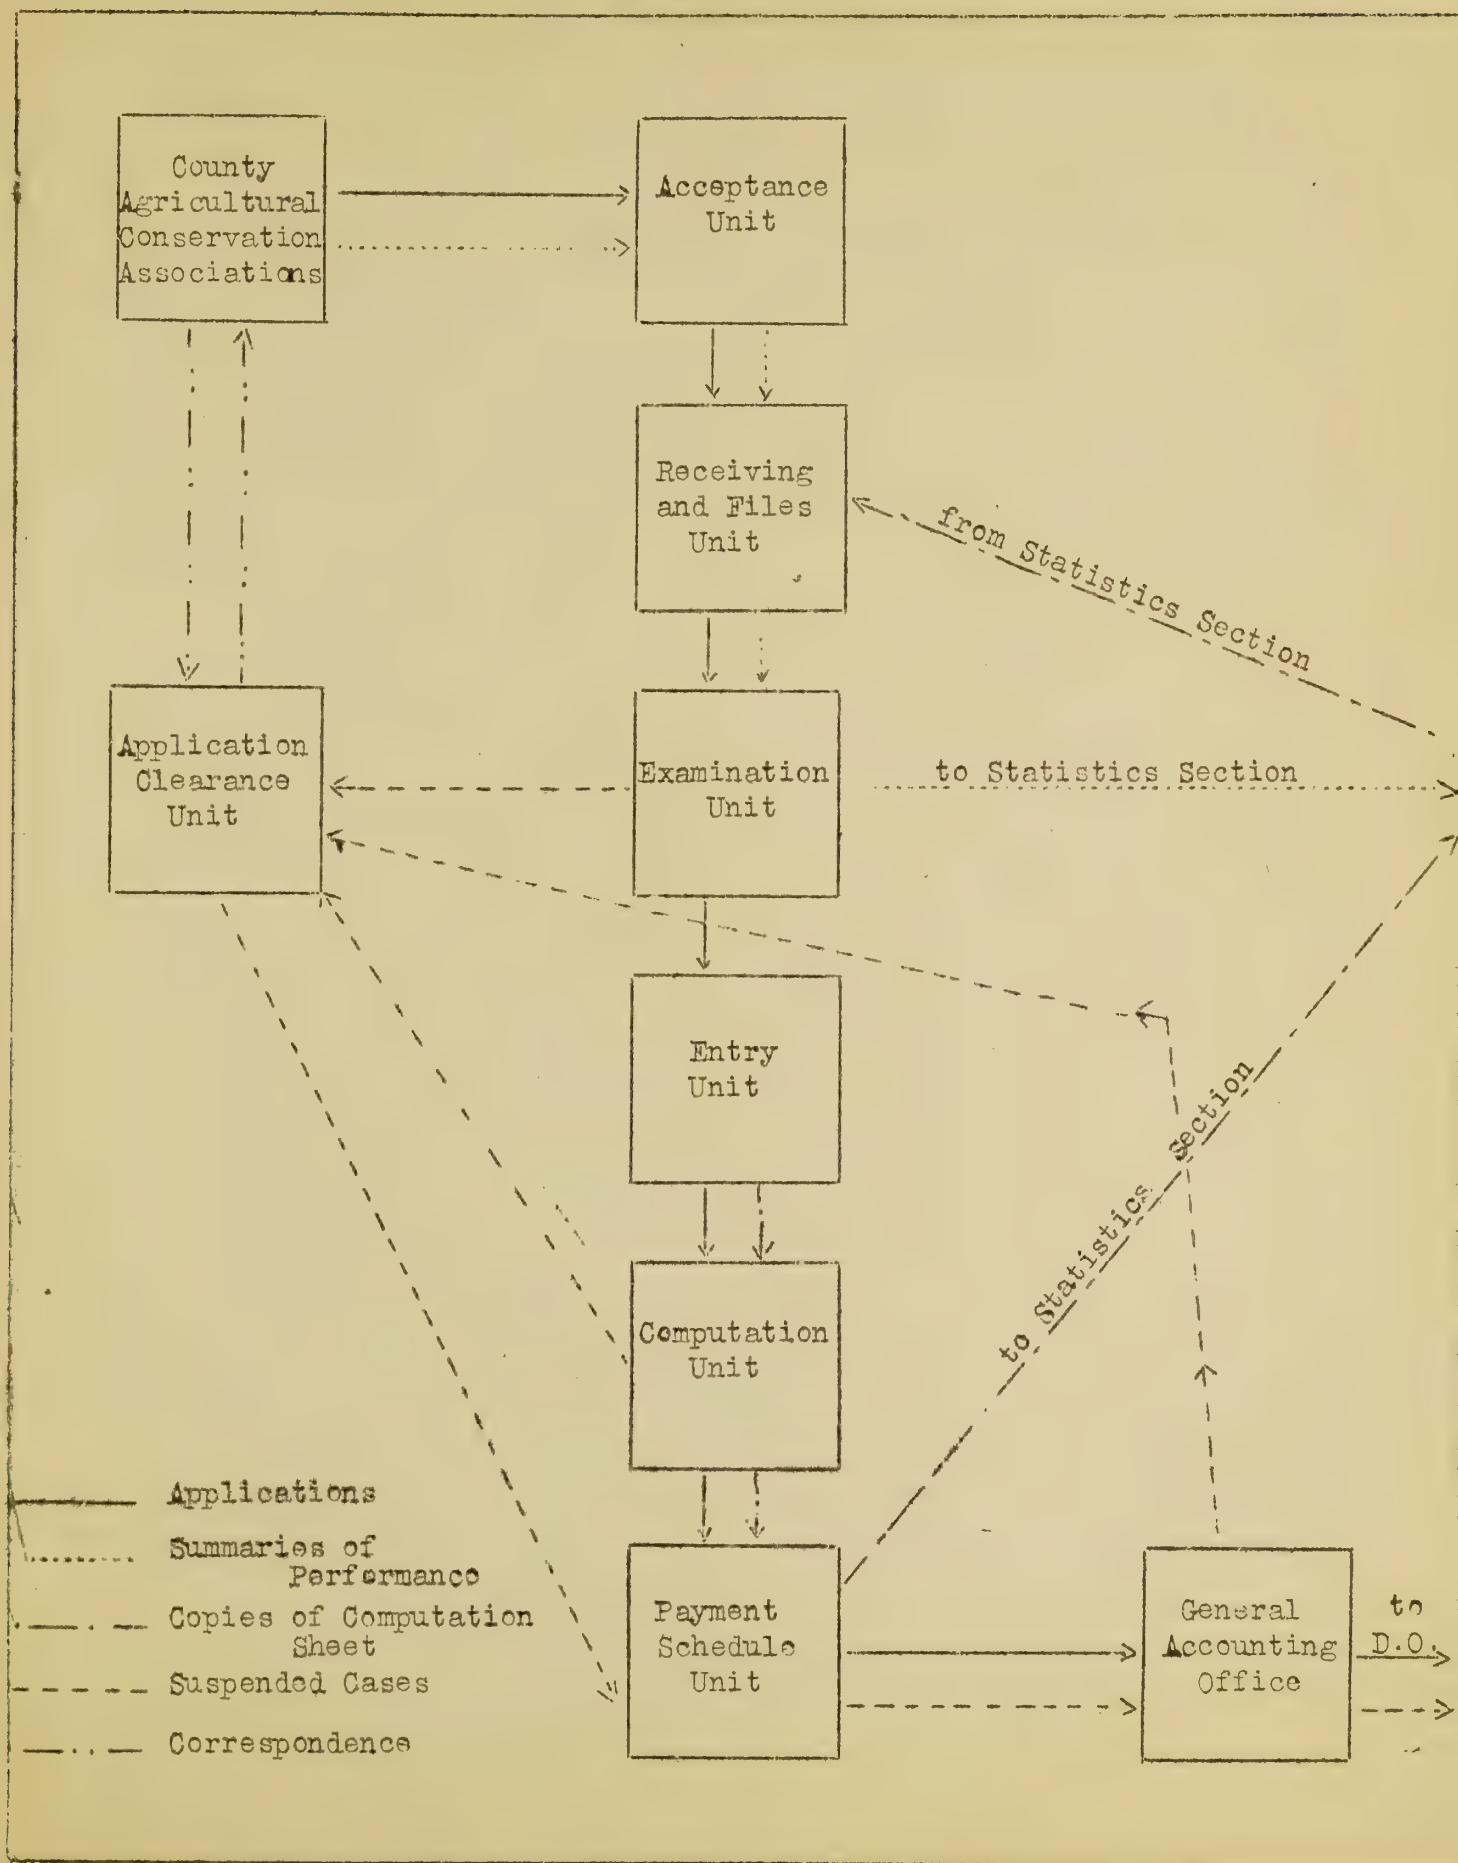 County
Agricultural
Conservation
Associations
Acceptance
Unit
Receiving
and Files
Unit
from Statistics Section
Application
Clearance
Unit
Examination
Unit
to Statistics Section
Entry
Unit
Computation
Unit
to Statistics Section
Payment
Schedule
Unit
General
Accounting
Office
to
D.O.
Applications
Summaries of
Performance
Copies of Computation
Sheet
Suspended Cases
Correspondence